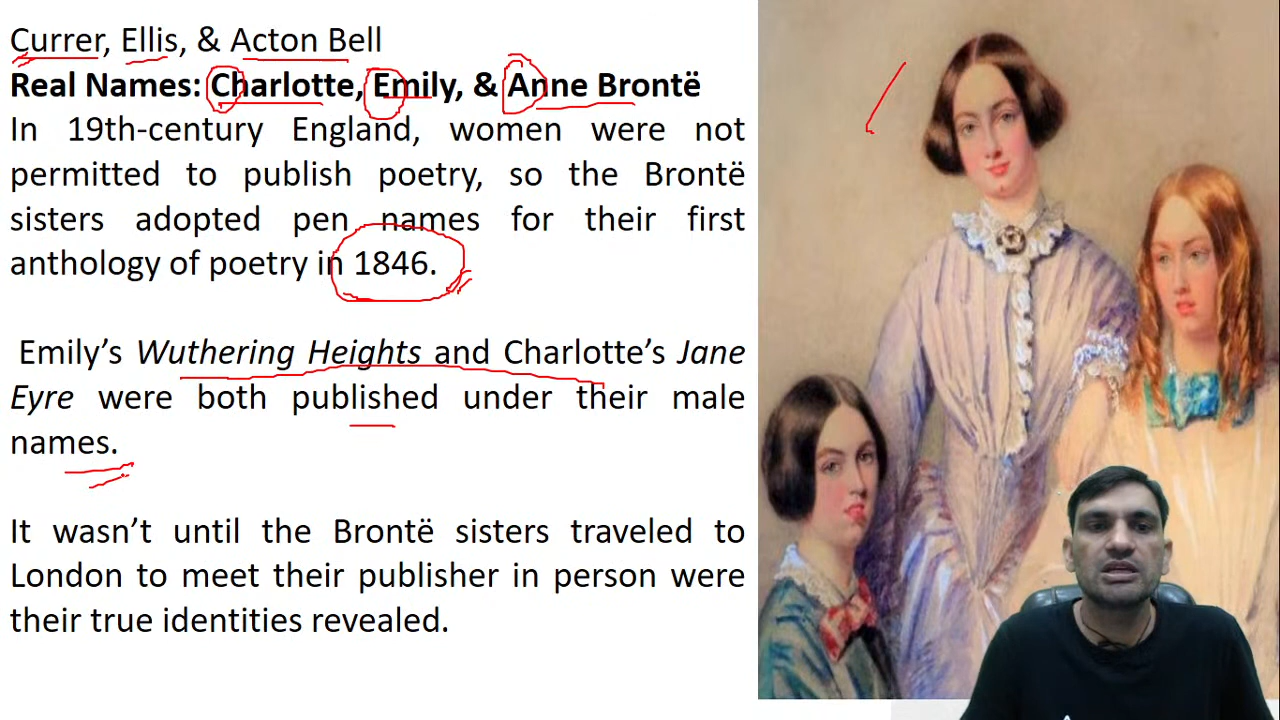 Currer, Ellis, & Acton Bell
Real Names: Charlotte, Emily, & Anne Brontë
In 19th-century England, women were not
permitted to publish poetry, so the Brontë
sisters adopted pen names for their first
anthology of poetry in 1846.
Emily’s Wuthering Heights and Charlotte’s Jane
Eyre were both published under their male
names.
It wasn’t until the Brontë sisters traveled to
London to meet their publisher in person were
their true identities revealed.